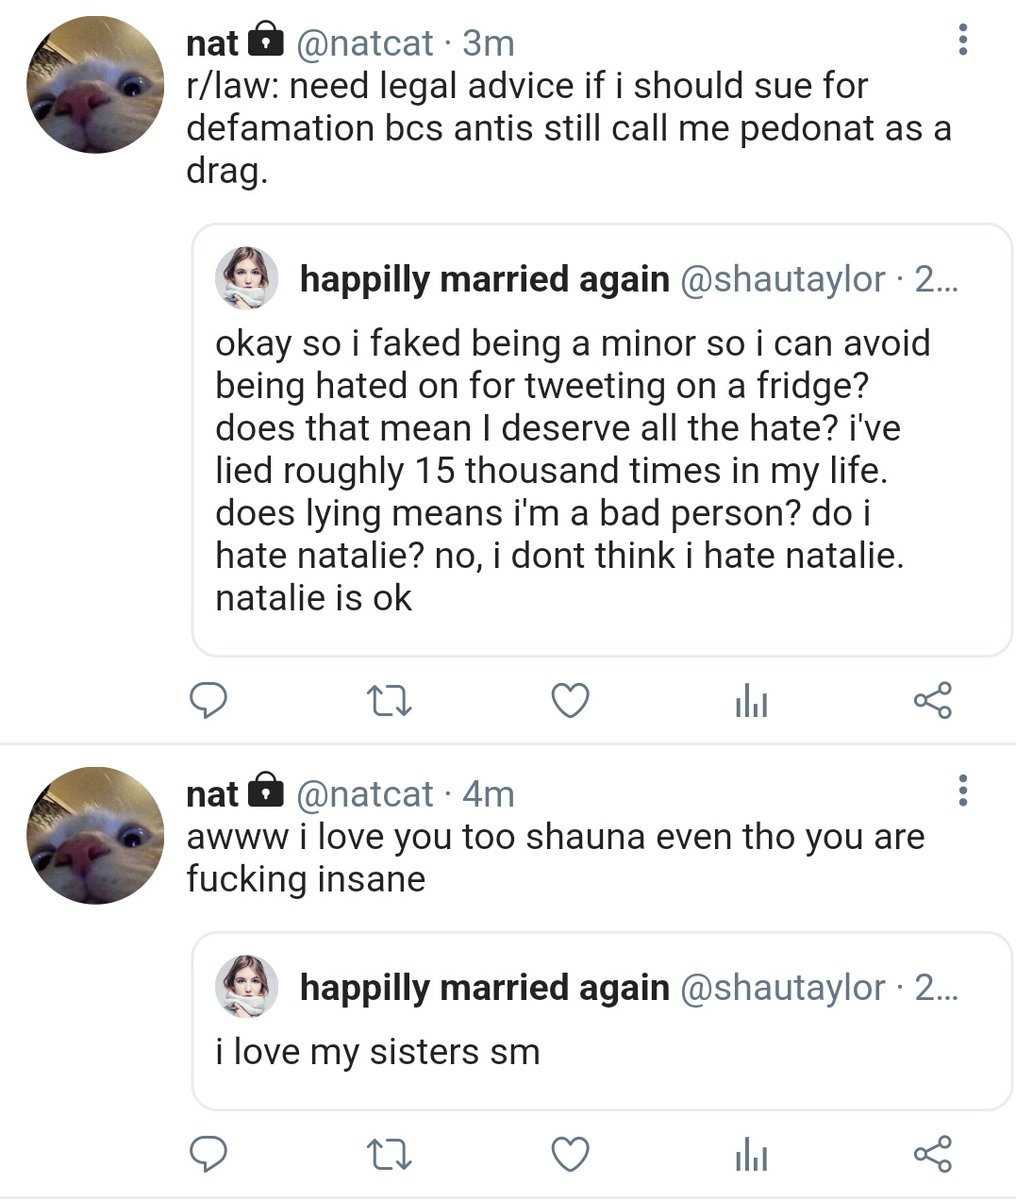 nat @natcat · 3m
r/law: need legal advice if i should sue for
defamation bcs antis still call me pedonat as a
drag.
happilly married again @shautaylor · 2...
okay so i faked being a minor so i can avoid
being hated on for tweeting on a fridge?
does that mean I deserve all the hate? i've
lied roughly 15 thousand times in my life.
does lying means i'm a bad person? do i
hate natalie? no, i dont think i hate natalie.
natalie is ok
nat @natcat · 4m
awww i love you too shauna even tho you are
fucking insane
happilly married again @shautaylor · 2...
i love my sisters sm